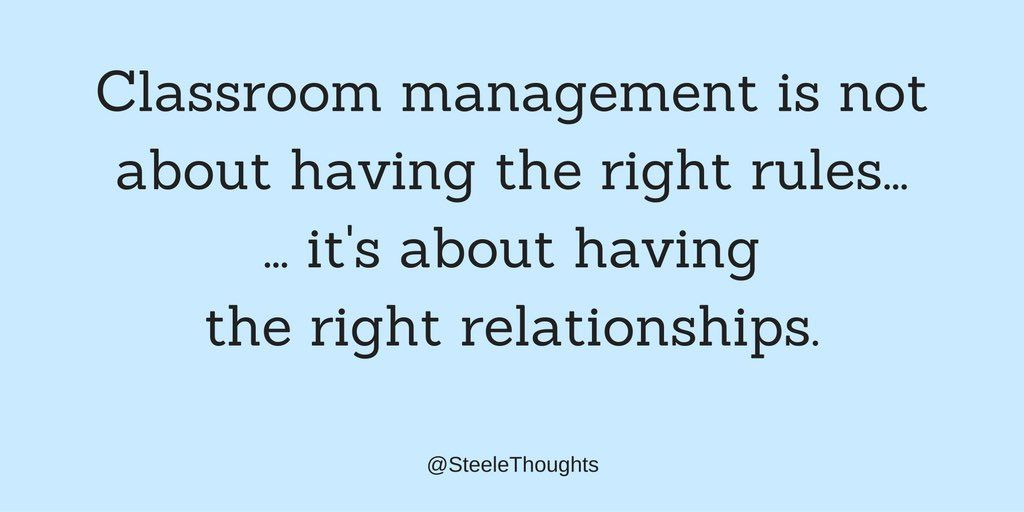 Classroom management is not
about having the right rules...
... it's about having
the right relationships.
@SteeleThoughts